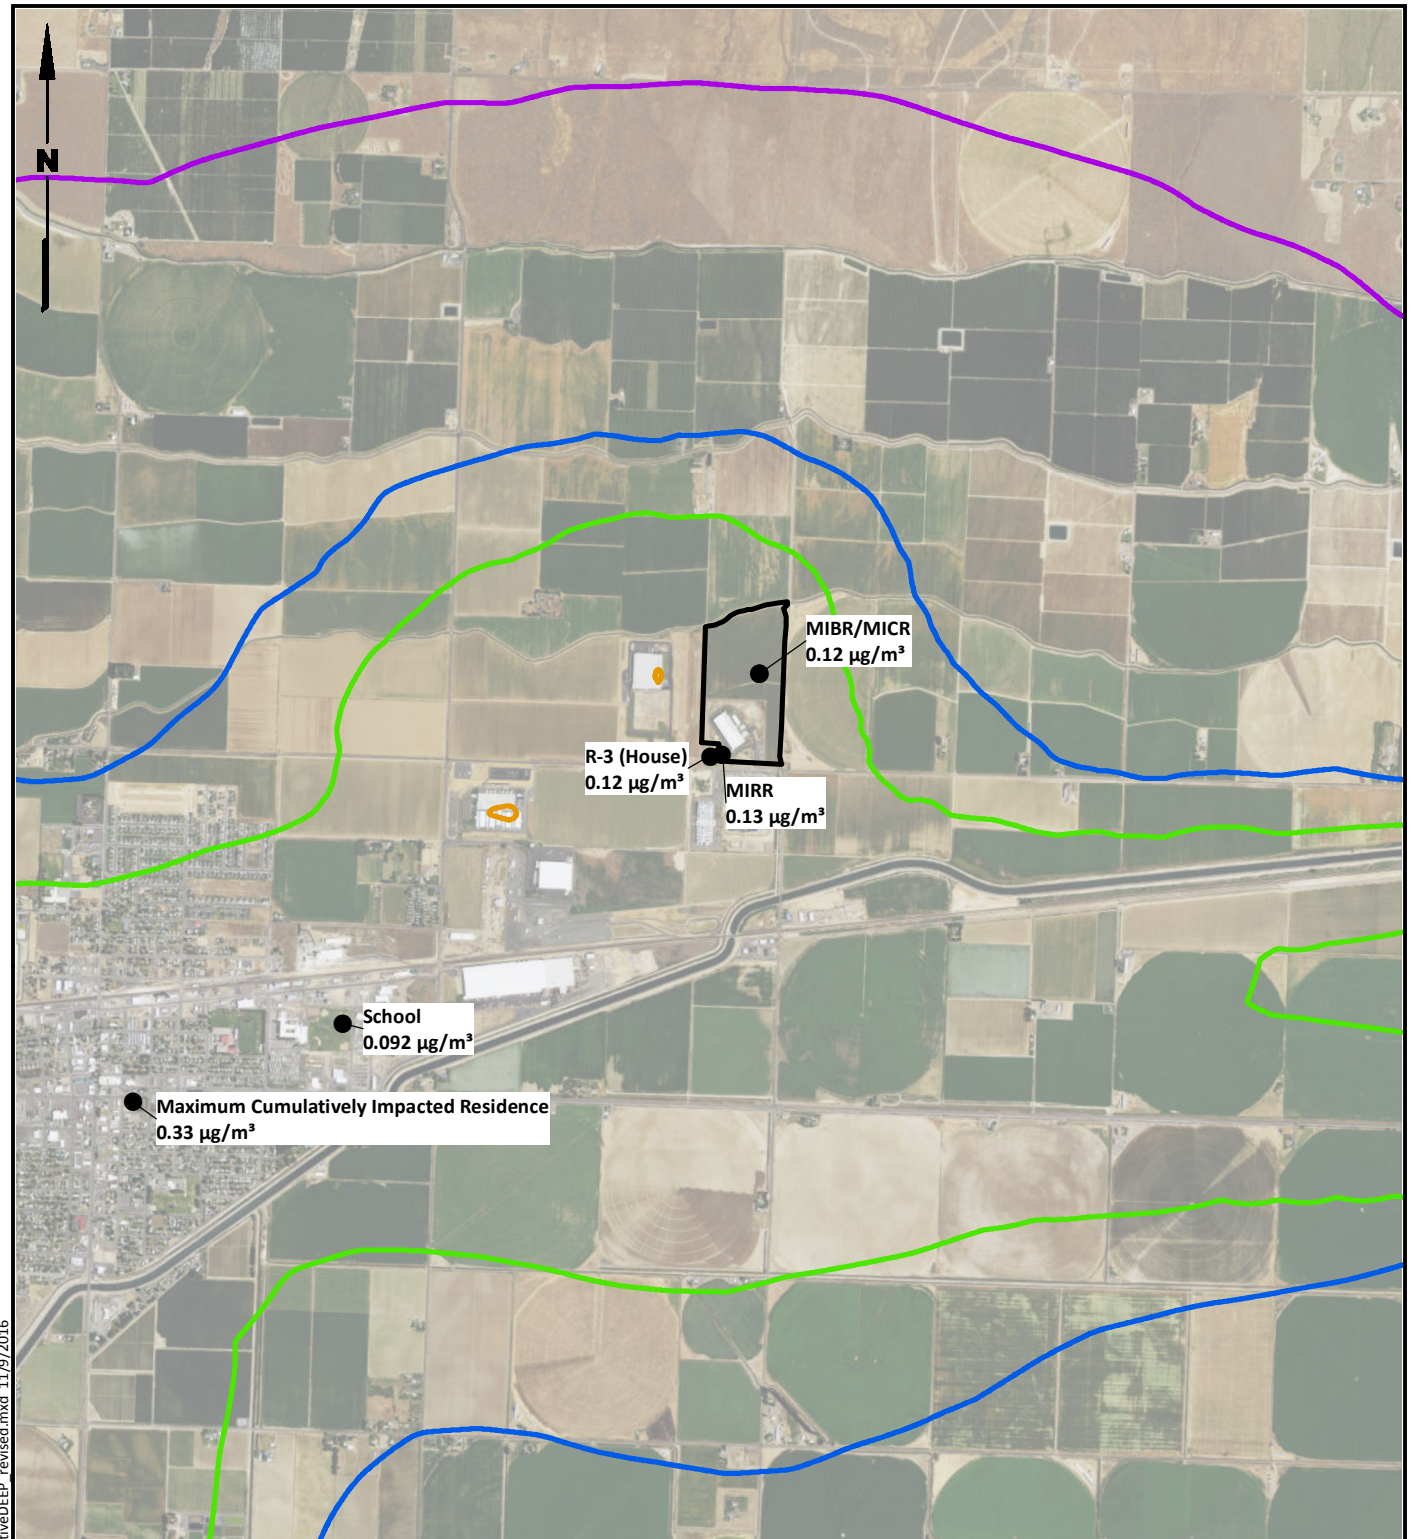 N
MIBR/MICR
0.12 µg/m³
R-3 (House)
0.12 µg/m³
MIRR
0.13 µg/m³
School
0.092 µg/m³
Maximum Cumulatively Impacted Residence
0.33 µg/m³
tiveDEEP_revised.mxd 11/9/2016